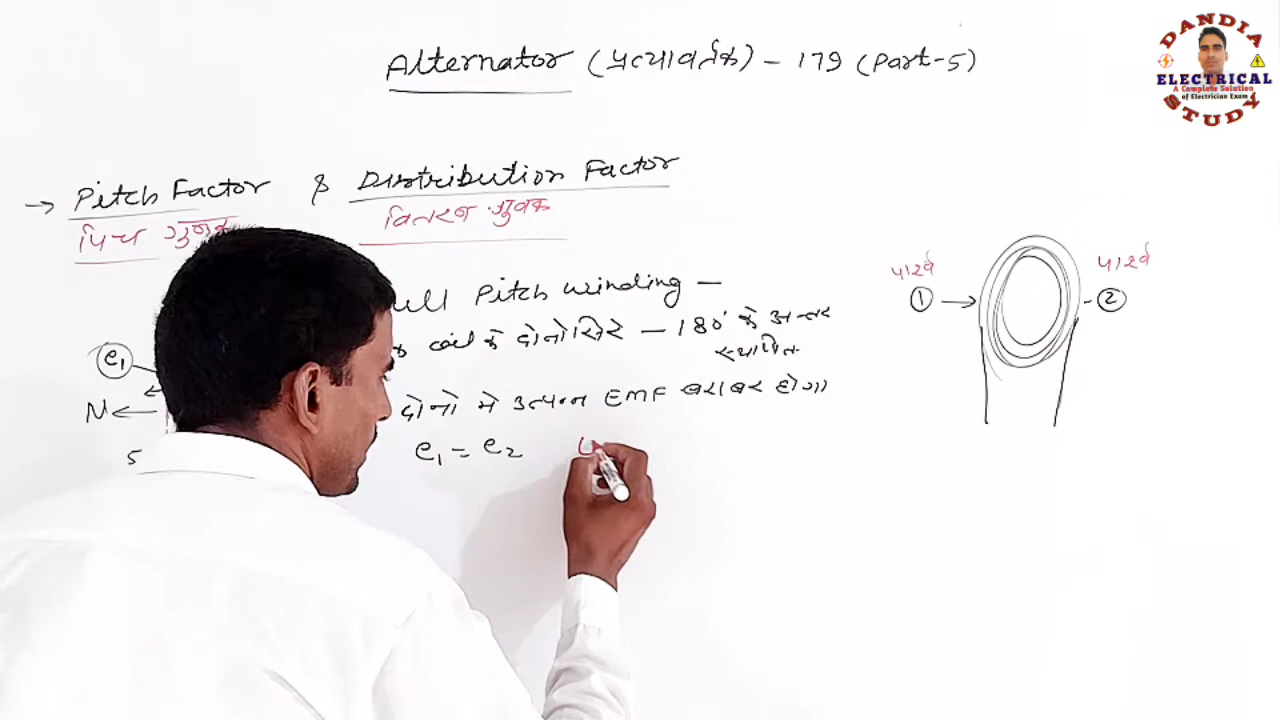 Alternator (प्रत्यावर्तक) - 179 (Part-5)
DANDIA
ELECTRICAL
A Complete Solution
of Electrician Exam
STUDY
→ Pitch Factor & Distribution Factor
पिच गुणक वितरण गुणक
ull Pitch winding -
coil के दोनो सिरे - 180° के अन्तर
स्थापित
दोनो मे उत्पन्न EMF बराबर होगा
e₁ = e₂
e₁
N
5
पार्श्व
①
पार्श्व
②